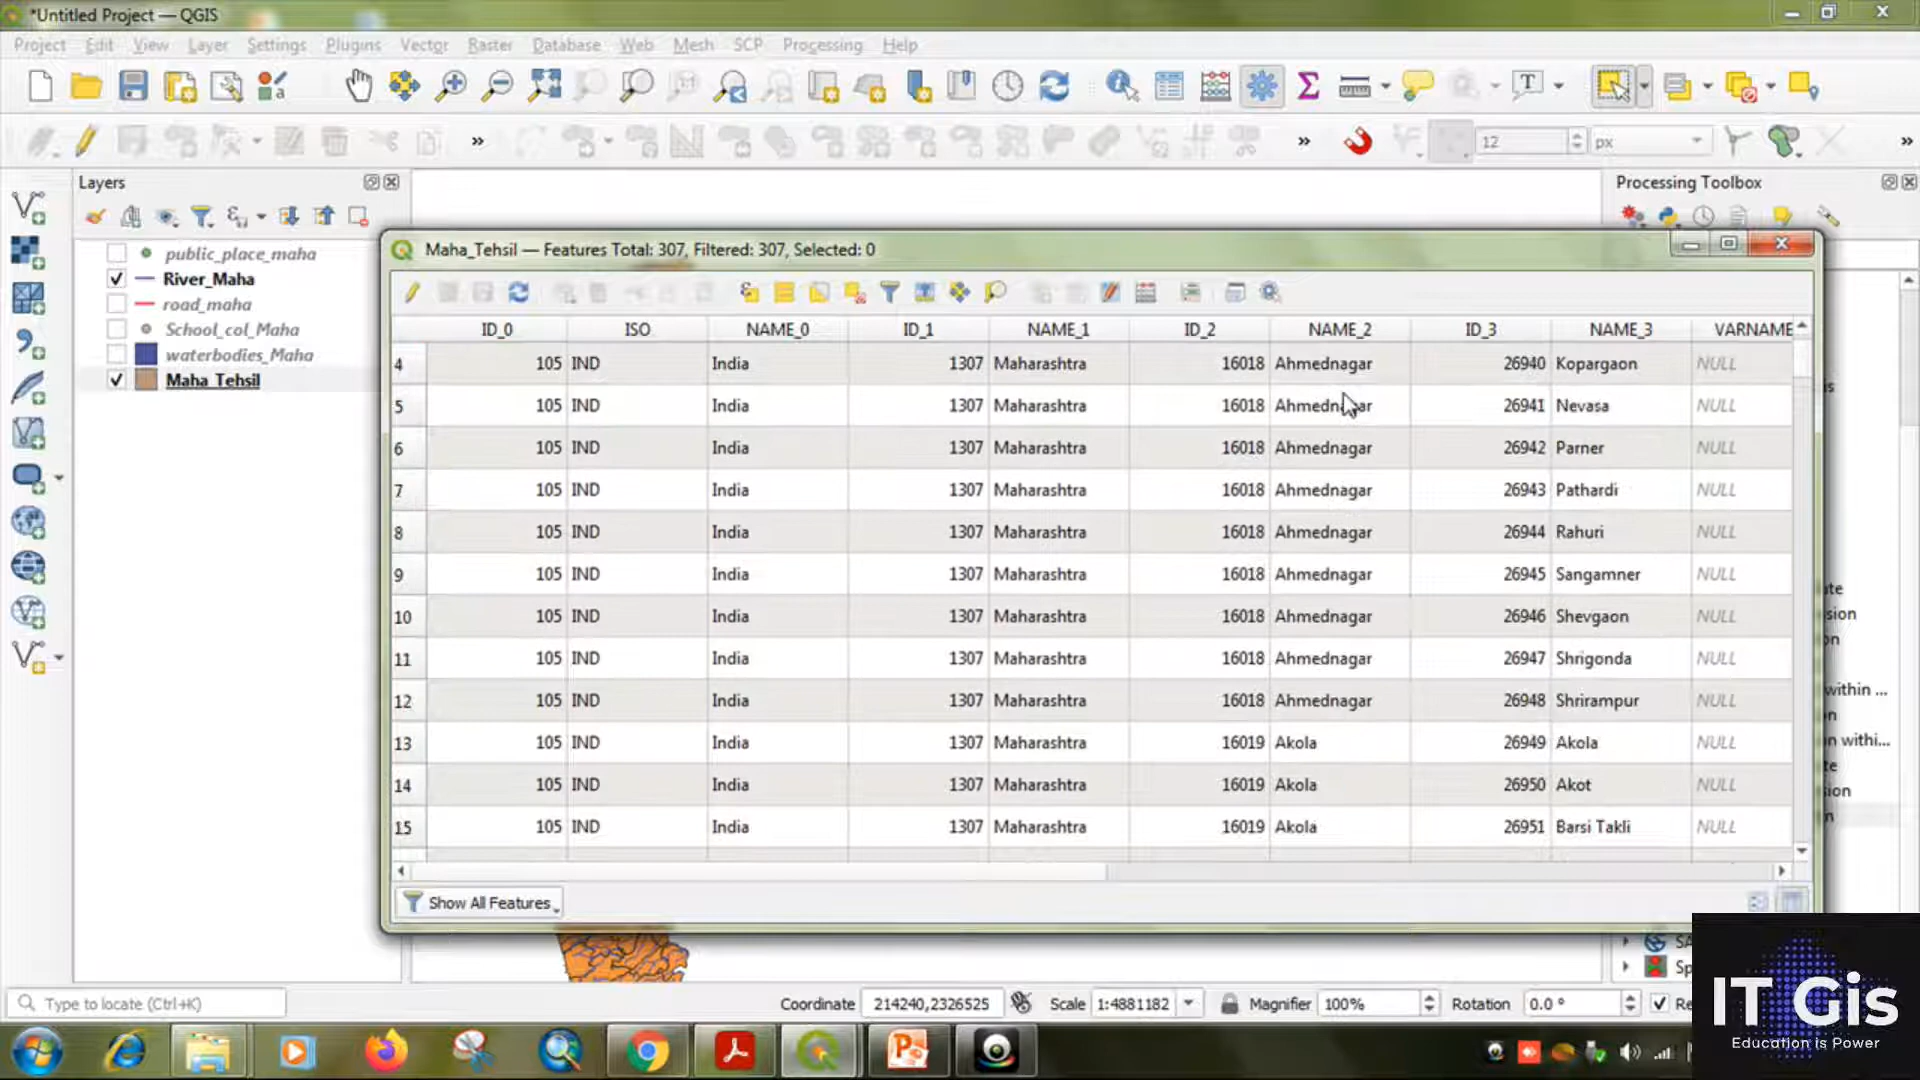 *Untitled Project — QGIS
Project Edit View Layer Settings Plugins Vector Raster Database Web Mesh SCP Processing Help
12 px
Layers
Processing Toolbox
public_place_maha
River_Maha
road_maha
School_col_Maha
waterbodies_Maha
Maha_Tehsil
Maha_Tehsil — Features Total: 307, Filtered: 307, Selected: 0
ID_0 ISO NAME_0 ID_1 NAME_1 ID_2 NAME_2 ID_3 NAME_3 VARNAME
4 105 IND India 1307 Maharashtra 16018 Ahmednagar 26940 Kopargaon NULL
5 105 IND India 1307 Maharashtra 16018 Ahmednagar 26941 Nevasa NULL
6 105 IND India 1307 Maharashtra 16018 Ahmednagar 26942 Parner NULL
7 105 IND India 1307 Maharashtra 16018 Ahmednagar 26943 Pathardi NULL
8 105 IND India 1307 Maharashtra 16018 Ahmednagar 26944 Rahuri NULL
9 105 IND India 1307 Maharashtra 16018 Ahmednagar 26945 Sangamner NULL
10 105 IND India 1307 Maharashtra 16018 Ahmednagar 26946 Shevgaon NULL
11 105 IND India 1307 Maharashtra 16018 Ahmednagar 26947 Shrigonda NULL
12 105 IND India 1307 Maharashtra 16018 Ahmednagar 26948 Shrirampur NULL
13 105 IND India 1307 Maharashtra 16019 Akola 26949 Akola NULL
14 105 IND India 1307 Maharashtra 16019 Akola 26950 Akot NULL
15 105 IND India 1307 Maharashtra 16019 Akola 26951 Barsi Takli NULL
Show All Features
Type to locate (Ctrl+K)
Coordinate 214240,2326525 Scale 1:4881182 Magnifier 100% Rotation 0.0 °
IT Gis
Education is Power